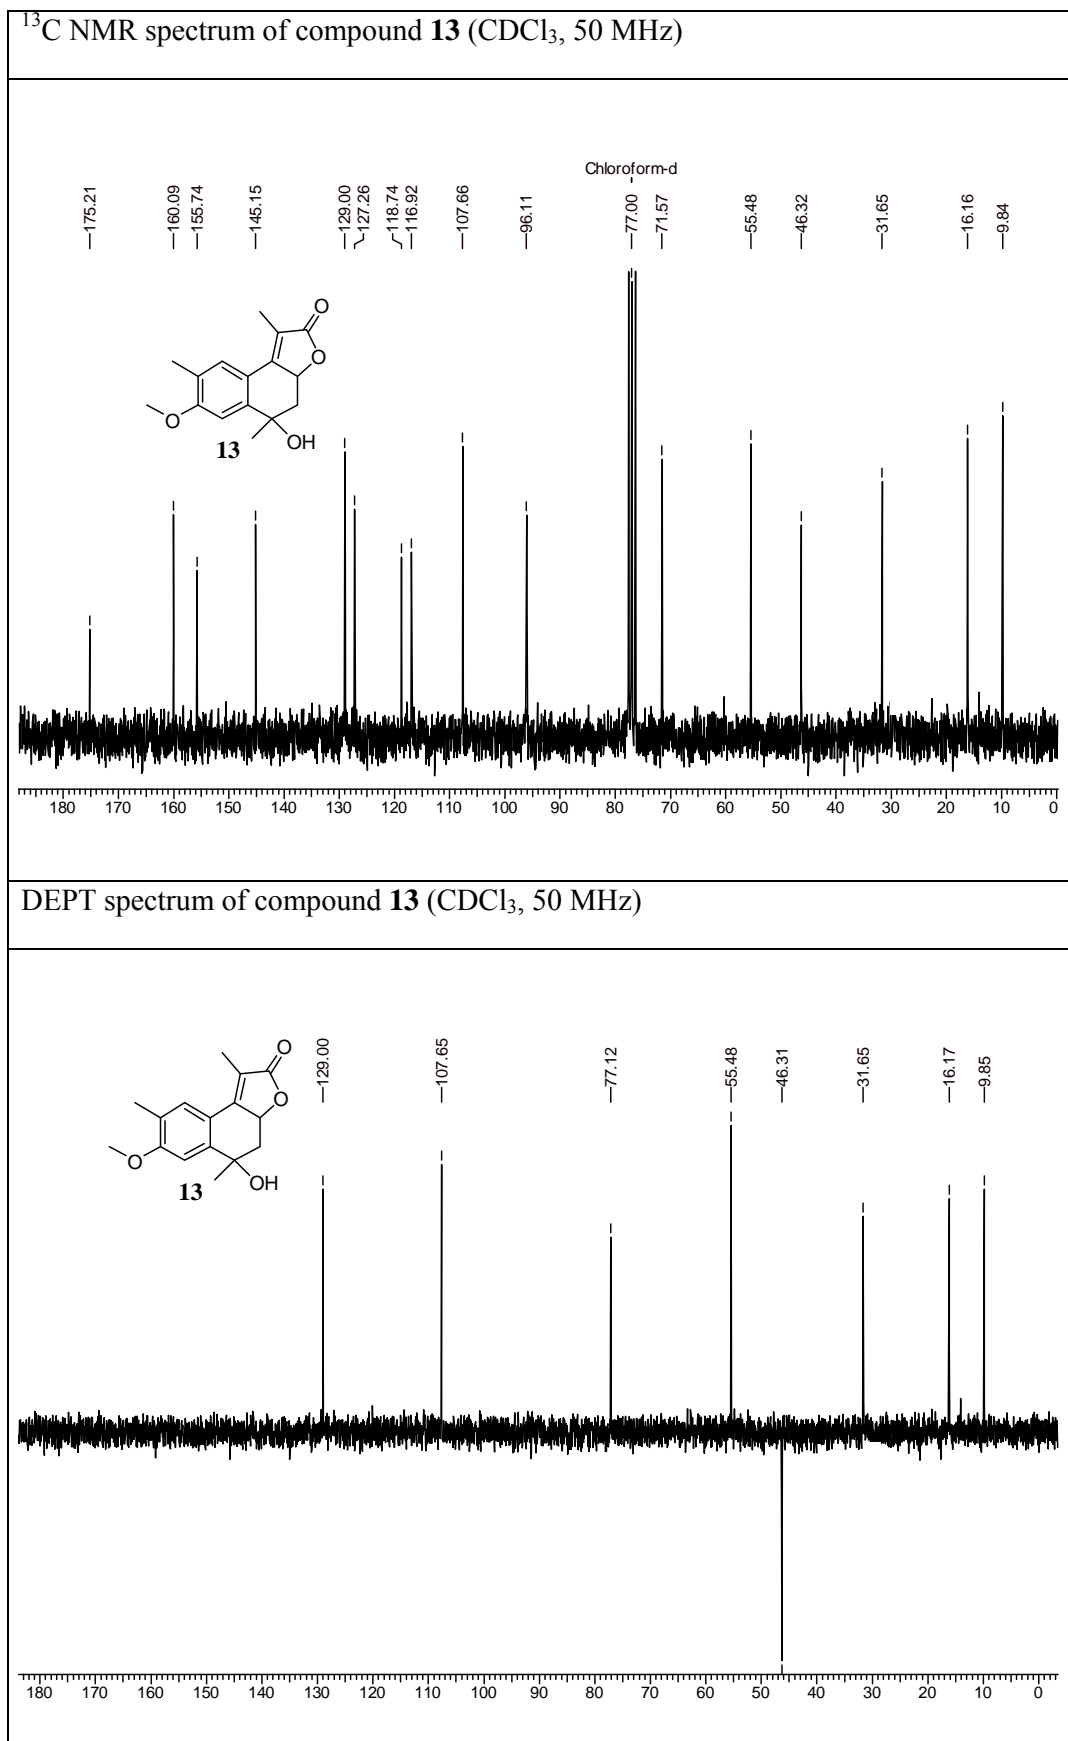 ¹³C NMR spectrum of compound 13 (CDCl₃, 50 MHz)
Chloroform-d
175.21 160.09 155.74 145.15 129.00 127.26 118.74 116.92 107.66 96.11 77.00 71.57 55.48 46.32 31.65 16.16 9.84
O
O
O
OH
13
180 170 160 150 140 130 120 110 100 90 80 70 60 50 40 30 20 10 0
DEPT spectrum of compound 13 (CDCl₃, 50 MHz)
129.00 107.65 77.12 55.48 46.31 31.65 16.17 9.85
O
O
O
OH
13
180 170 160 150 140 130 120 110 100 90 80 70 60 50 40 30 20 10 0